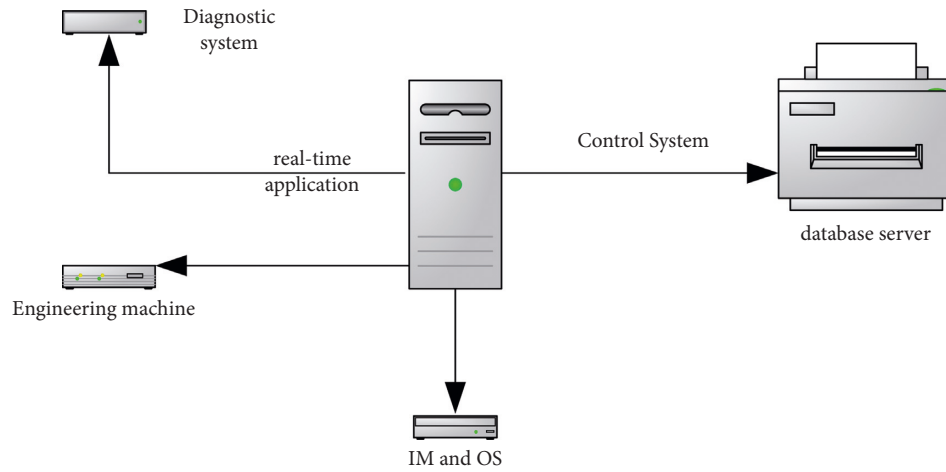 Diagnostic
system
real-time
application
Control System
database server
Engineering machine
IM and OS